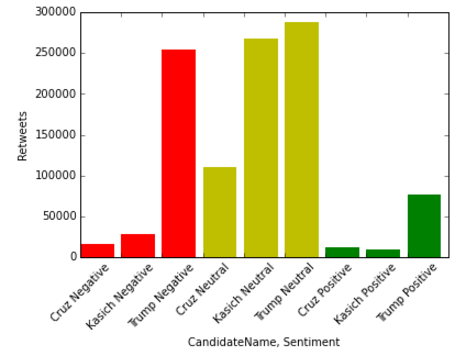 300000
250000
200000
150000
100000
50000
0
Retweets
Cruz Negative
Kasich Negative
Trump Negative
Cruz Neutral
Kasich Neutral
Trump Neutral
Cruz Positive
Kasich Positive
Trump Positive
CandidateName, Sentiment